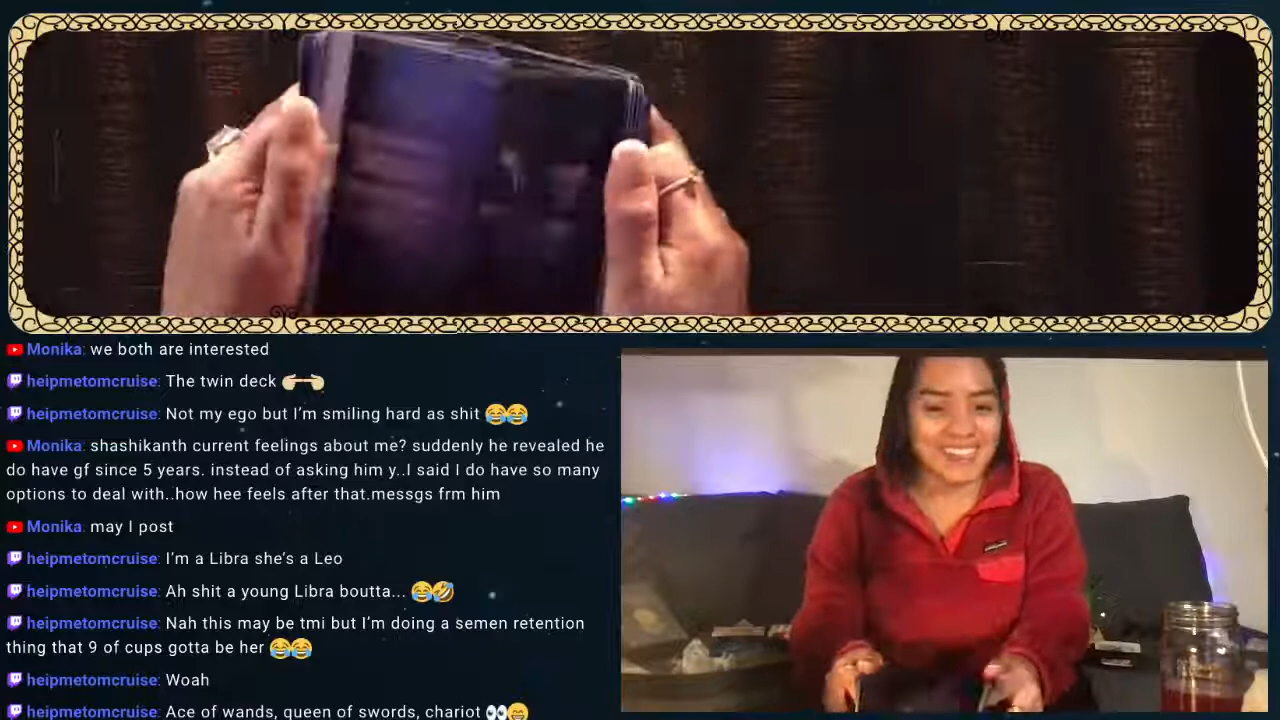 Monika: we both are interested
heipmetomcruise: The twin deck
heipmetomcruise: Not my ego but I'm smiling hard as shit 😂😂
Monika: shashikanth current feelings about me? suddenly he revealed he
do have gf since 5 years. instead of asking him y..I said I do have so many
options to deal with..how hee feels after that.messgs frm him
Monika: may I post
heipmetomcruise: I'm a Libra she's a Leo
heipmetomcruise: Ah shit a young Libra boutta... 😂🤣
heipmetomcruise: Nah this may be tmi but I'm doing a semen retention
thing that 9 of cups gotta be her 😂😂
heipmetomcruise: Woah
heipmetomcruise: Ace of wands, queen of swords, chariot 👀😁